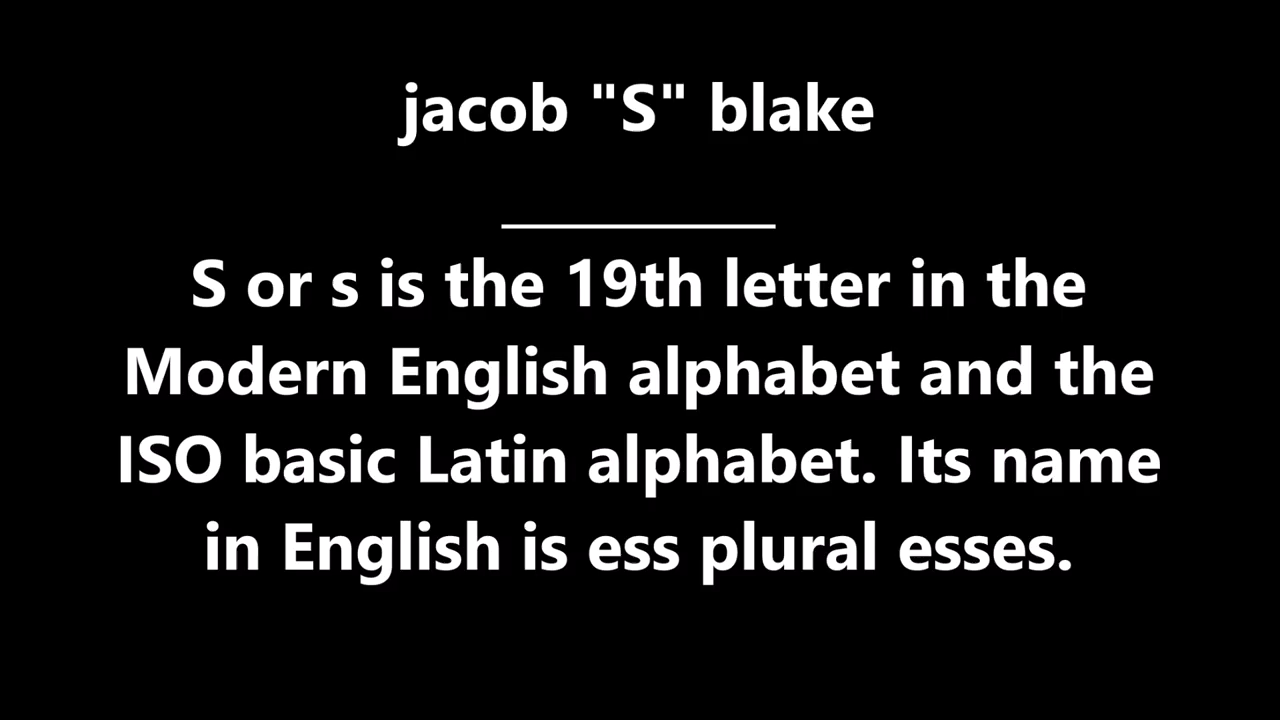 jacob "S" blake
S or s is the 19th letter in the
Modern English alphabet and the
ISO basic Latin alphabet. Its name
in English is ess plural esses.